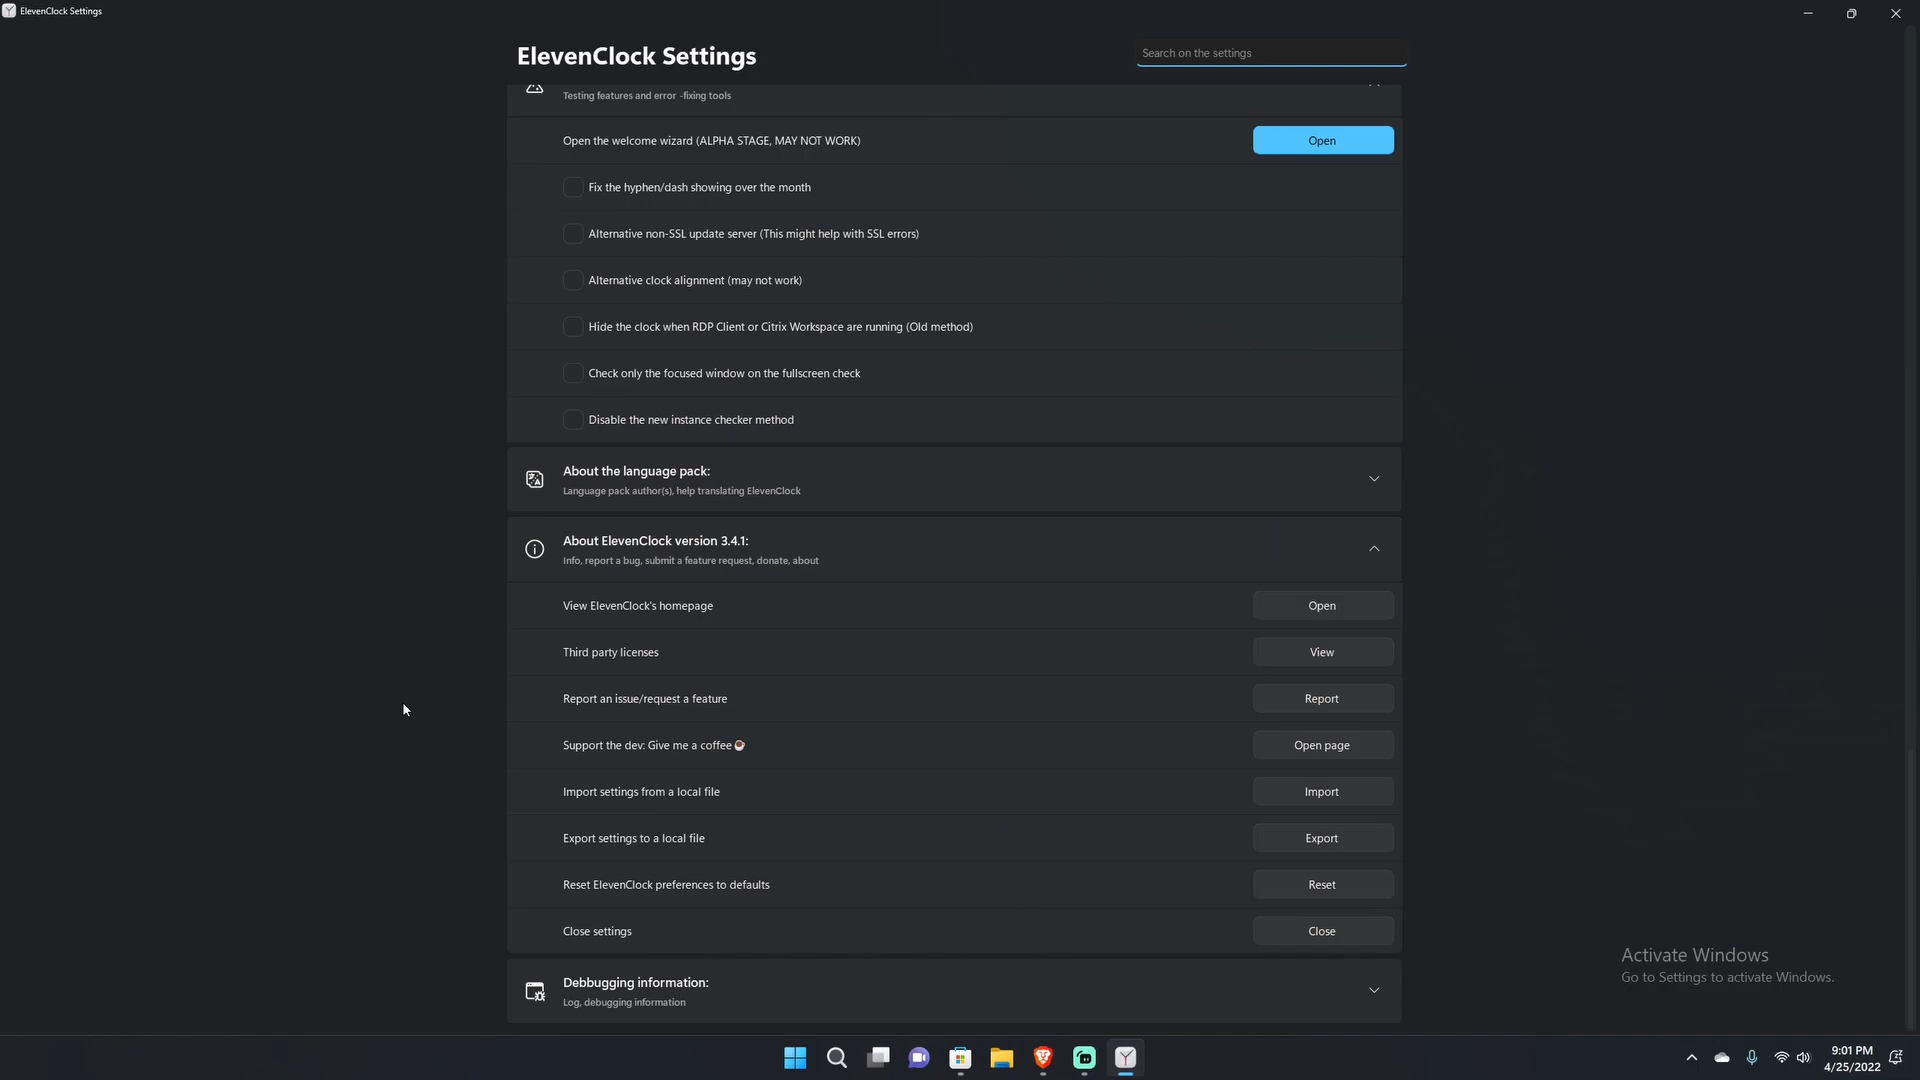 ElevenClock Settings
ElevenClock Settings
Search on the settings
Testing features and error -fixing tools
Open the welcome wizard (ALPHA STAGE, MAY NOT WORK)
Open
Fix the hyphen/dash showing over the month
Alternative non-SSL update server (This might help with SSL errors)
Alternative clock alignment (may not work)
Hide the clock when RDP Client or Citrix Workspace are running (Old method)
Check only the focused window on the fullscreen check
Disable the new instance checker method
About the language pack:
Language pack author(s), help translating ElevenClock
About ElevenClock version 3.4.1:
Info, report a bug, submit a feature request, donate, about
View ElevenClock's homepage
Open
Third party licenses
View
Report an issue/request a feature
Report
Support the dev: Give me a coffee☕
Open page
Import settings from a local file
Import
Export settings to a local file
Export
Reset ElevenClock preferences to defaults
Reset
Close settings
Close
Debbugging information:
Log, debugging information
Activate Windows
Go to Settings to activate Windows.
9:01 PM
4/25/2022